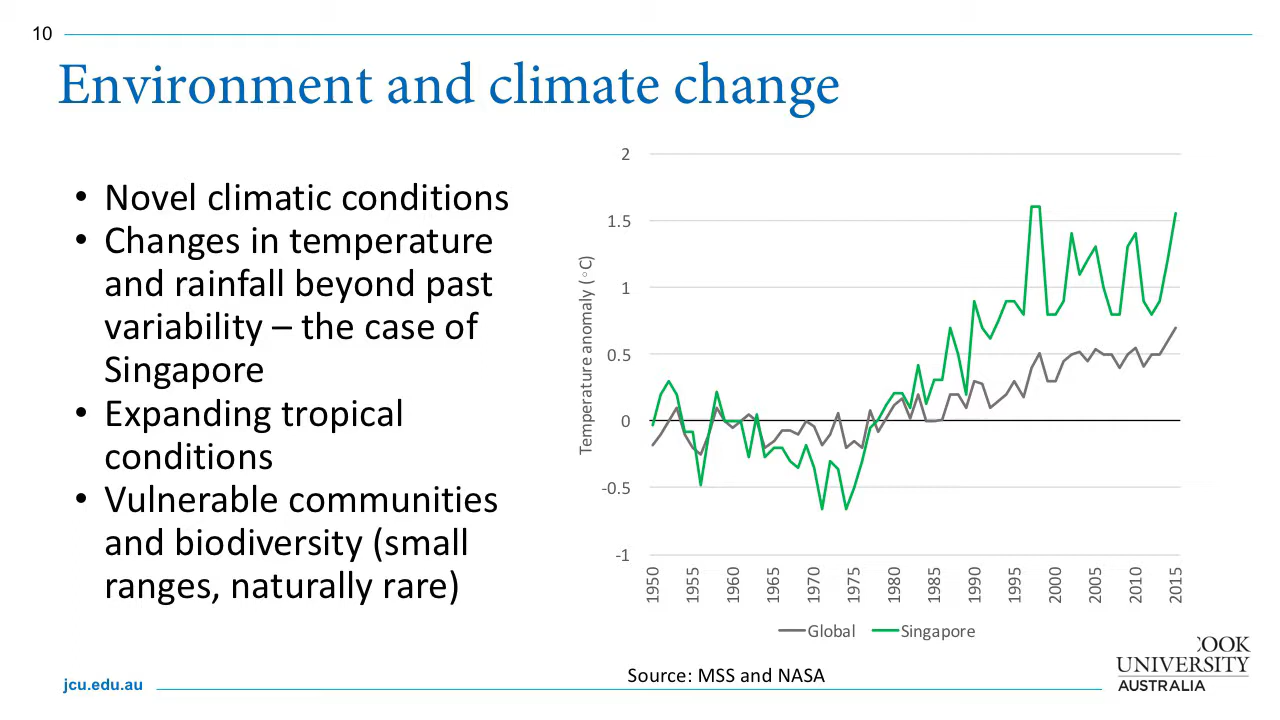 10
Environment and climate change
• Novel climatic conditions
• Changes in temperature
and rainfall beyond past
variability – the case of
Singapore
• Expanding tropical
conditions
• Vulnerable communities
and biodiversity (small
ranges, naturally rare)
Temperature anomaly (°C)
2
1.5
1
0.5
0
-0.5
-1
1950
1955
1960
1965
1970
1975
1980
1985
1990
1995
2000
2005
2010
2015
Global
Singapore
Source: MSS and NASA
jcu.edu.au
COOK
UNIVERSITY
AUSTRALIA